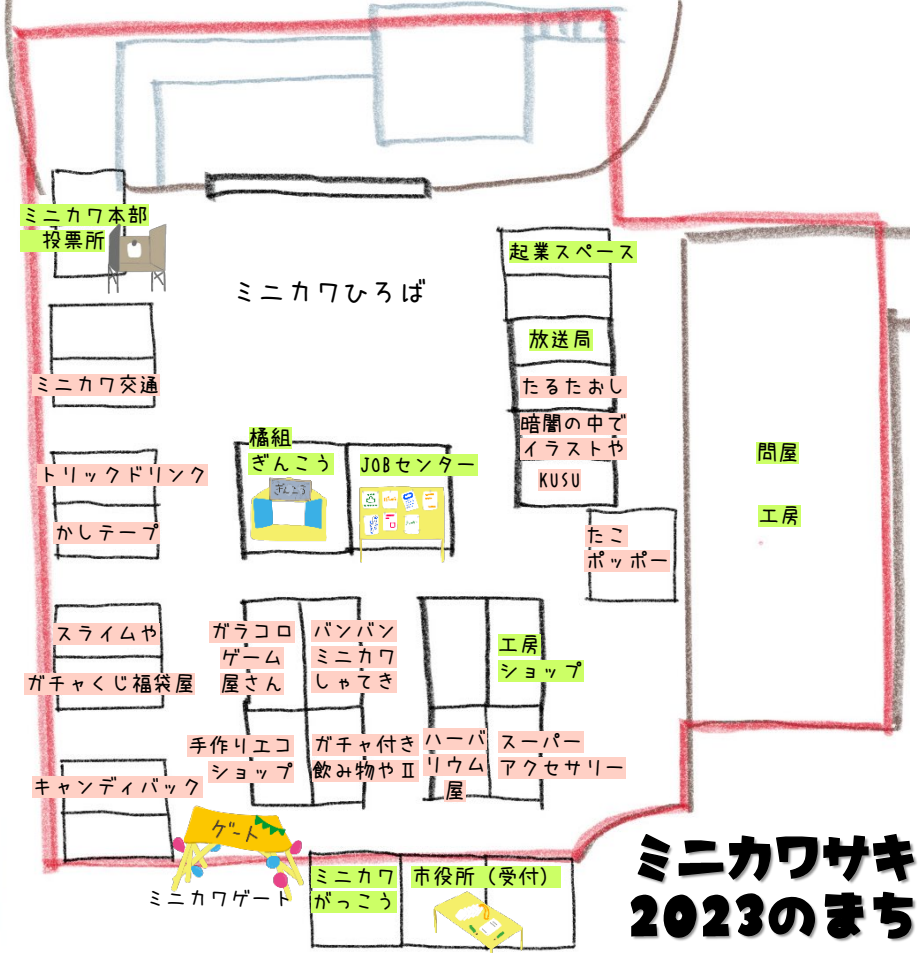 ミニカワ本部
投票所
ミニカワひろば
起業スペース
放送局
ミニカワ交通
たるたおし
暗闇の中で
イラストや
KUSU
橘組
ぎんこう
ぎんこう
JOBセンター
トリックドリンク
かしテープ
問屋
工房
たこ
ポッポー
スライムや
ガチャくじ福袋屋
ガラコロ
ゲーム
屋さん
バンバン
ミニカワ
しゃてき
工房
ショップ
手作りエコ
ショップ
ガチャ付き
飲み物やⅡ
ハーバ
リウム
屋
スーパー
アクセサリー
キャンディバック
ゲート
ミニカワゲート
ミニカワ
がっこう
市役所（受付）
ミニカワサキ
2023のまち